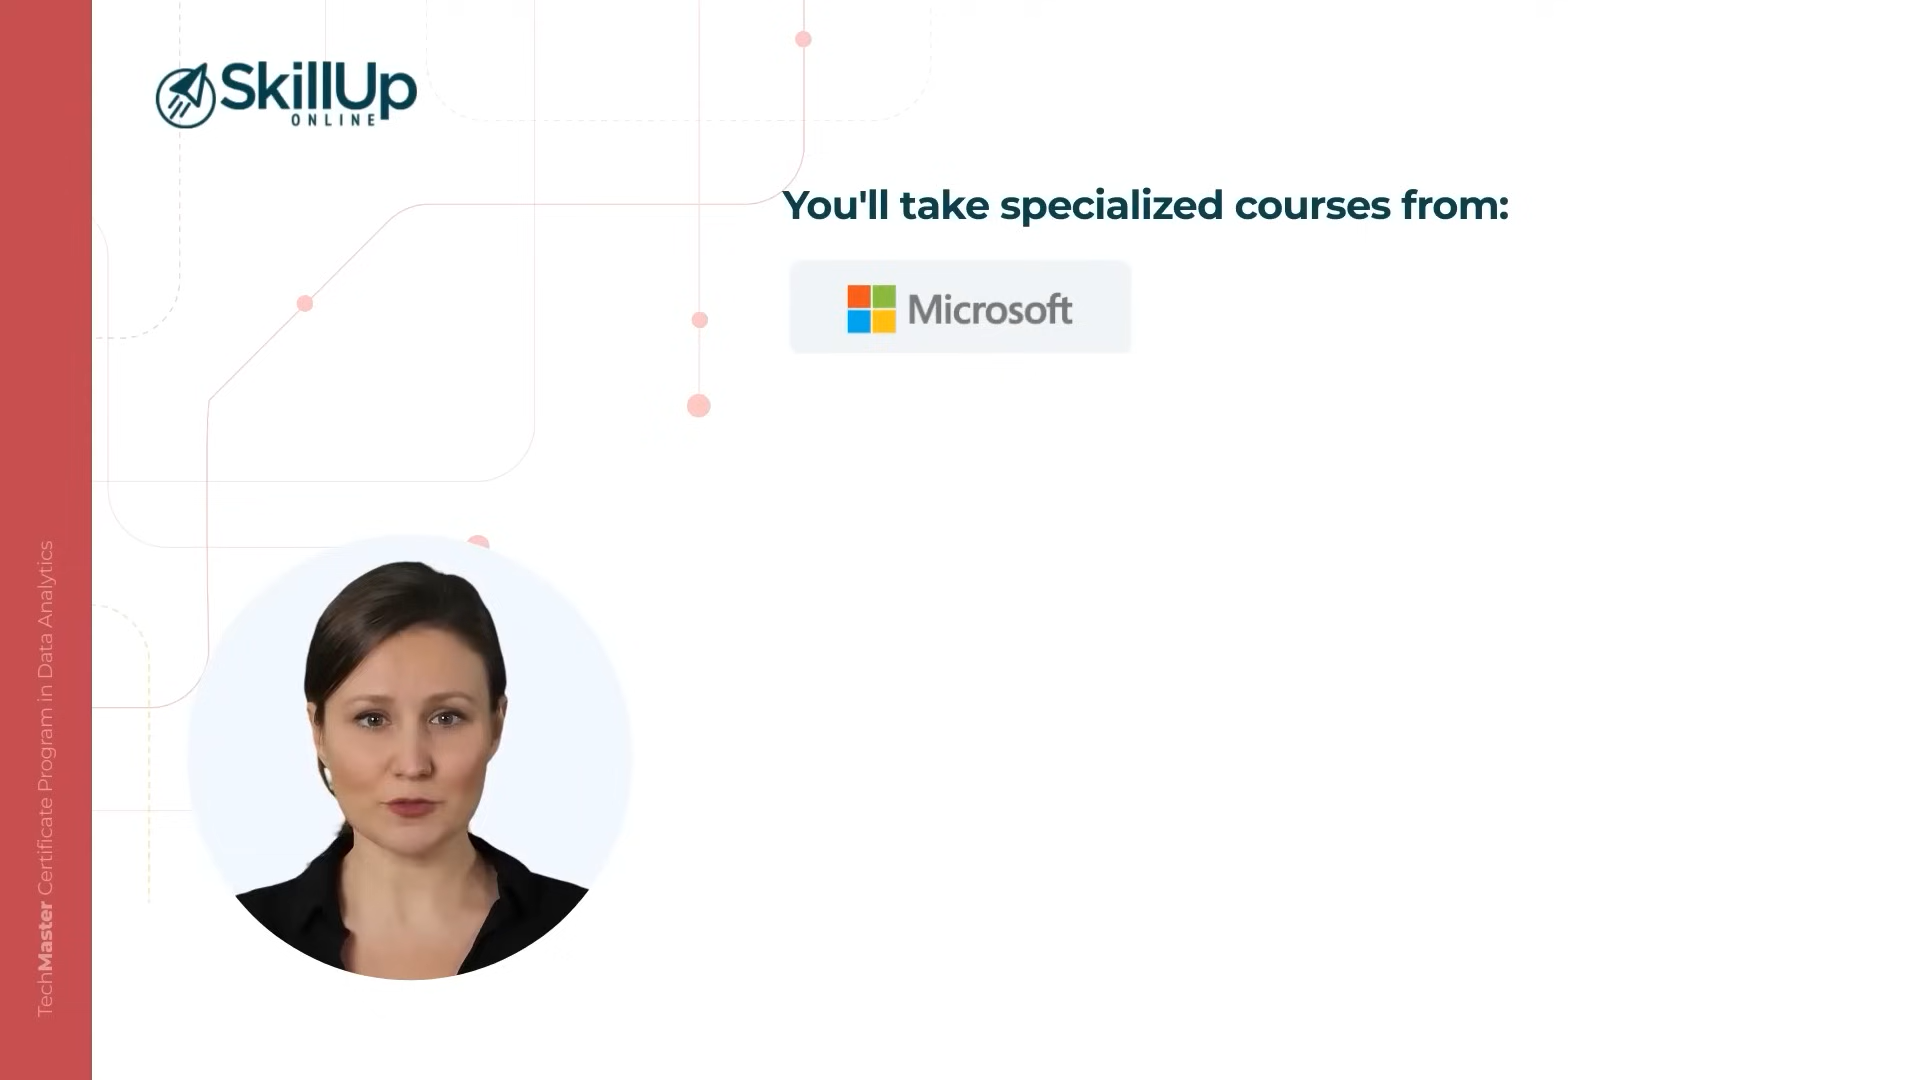 SkillUp
ONLINE
You'll take specialized courses from:
Microsoft
TechMaster Certificate Program in Data Analytics